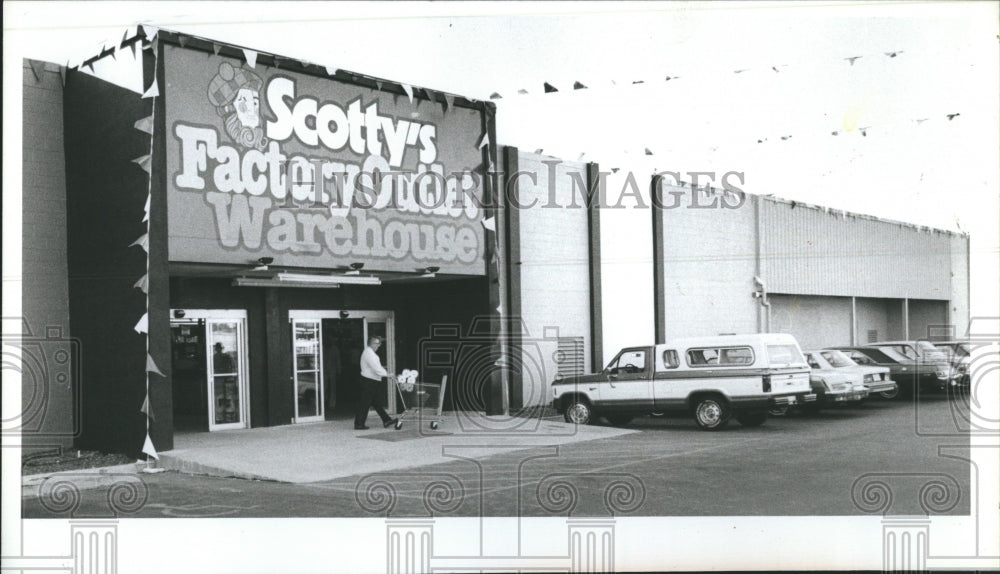 Scotty's
Factory Outlet
Warehouse
HISTORIC IMAGES